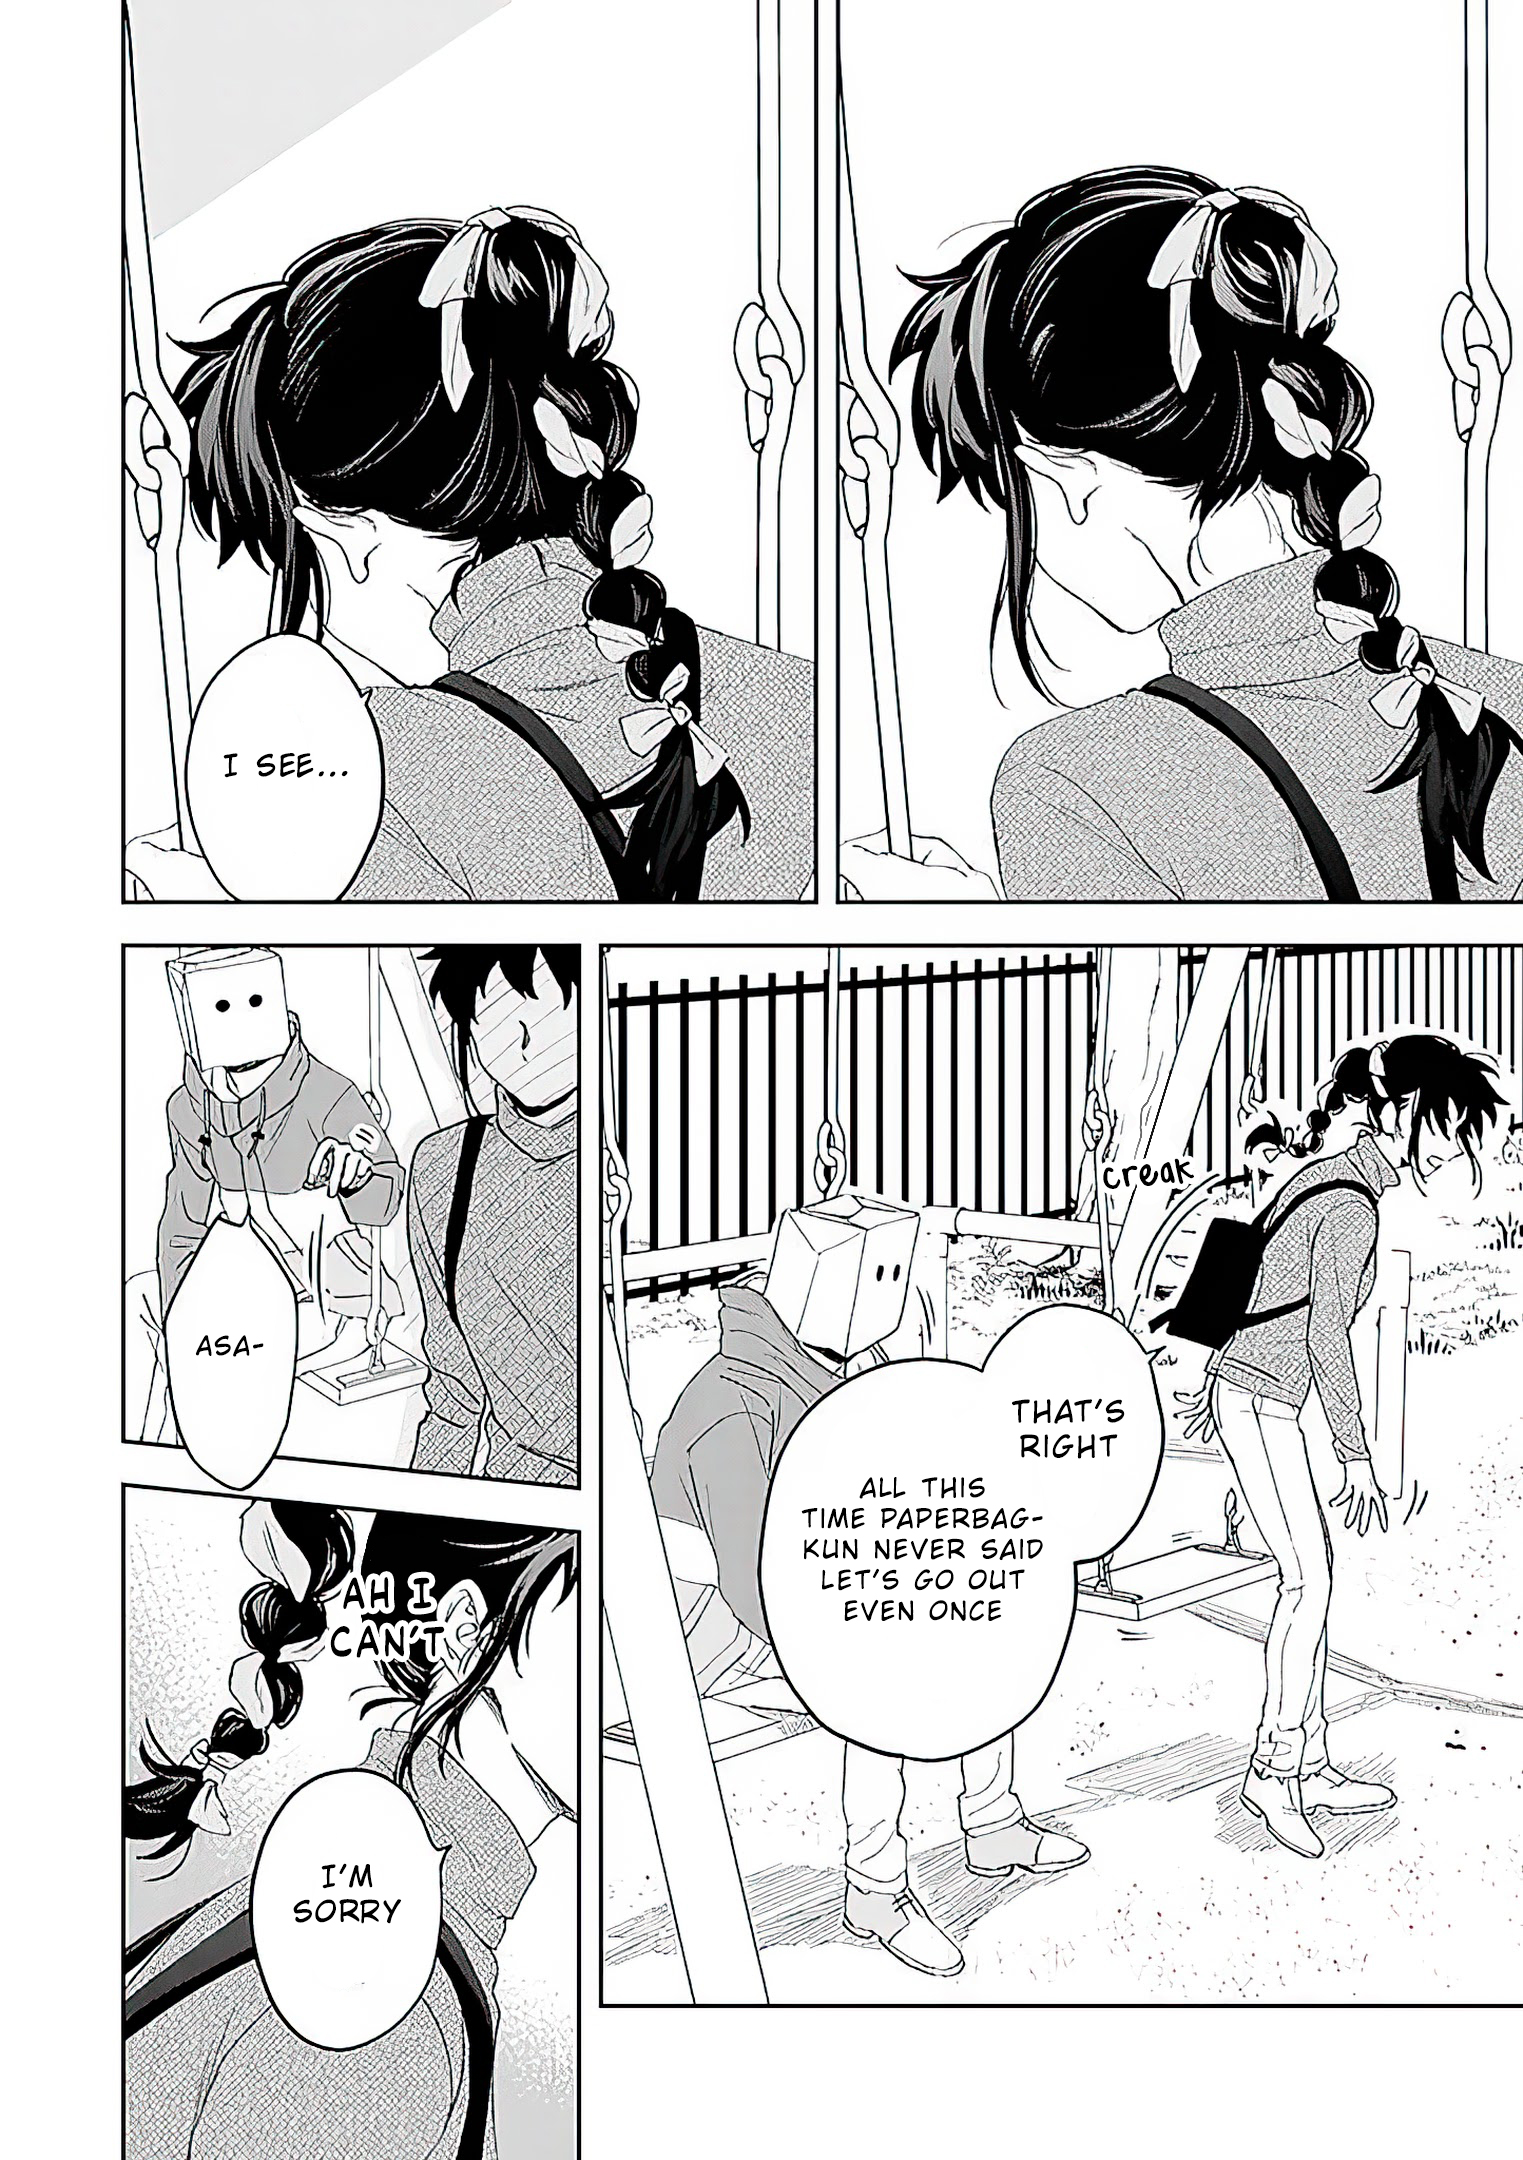 I SEE...
creak
THAT'S
RIGHT
ALL THIS
TIME PAPERBAG-
KUN NEVER SAID
LET'S GO OUT
EVEN ONCE
ASA-
AH I
CAN'T
I'M
SORRY